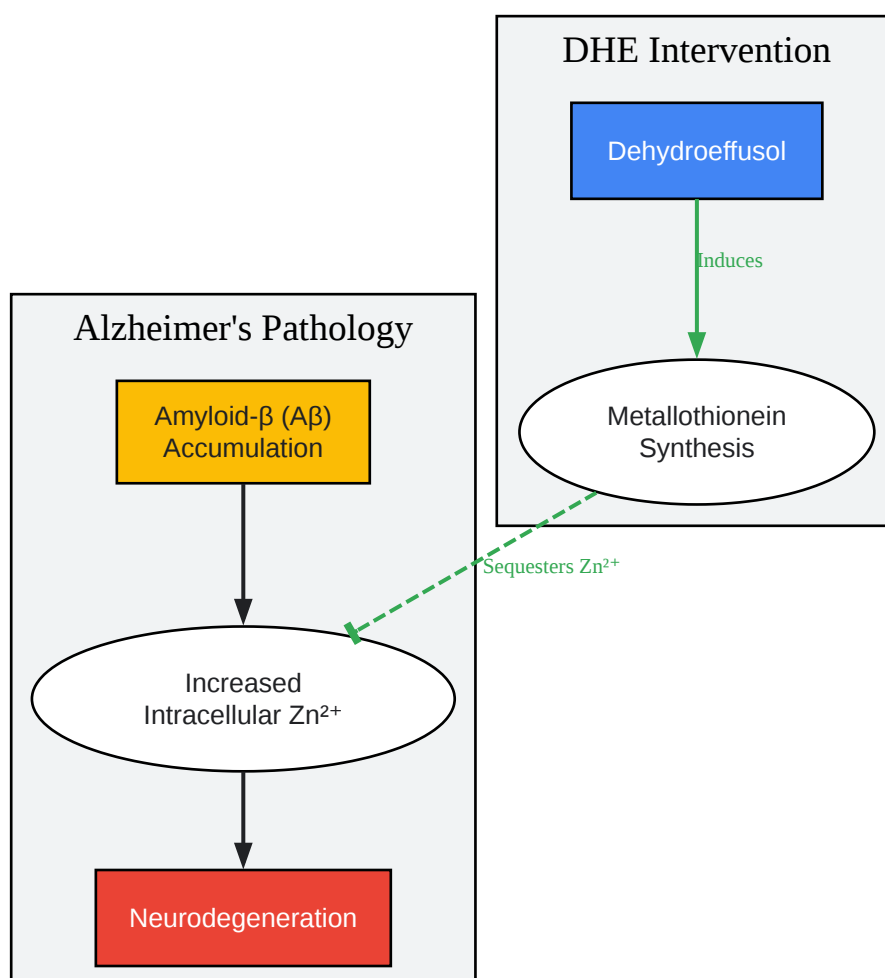 DHE Intervention
Dehydroeffusol
Induces
Metallothionein
Synthesis
Sequesters Zn²⁺
Alzheimer's Pathology
Amyloid-β (Aβ)
Accumulation
Increased
Intracellular Zn²⁺
Neurodegeneration